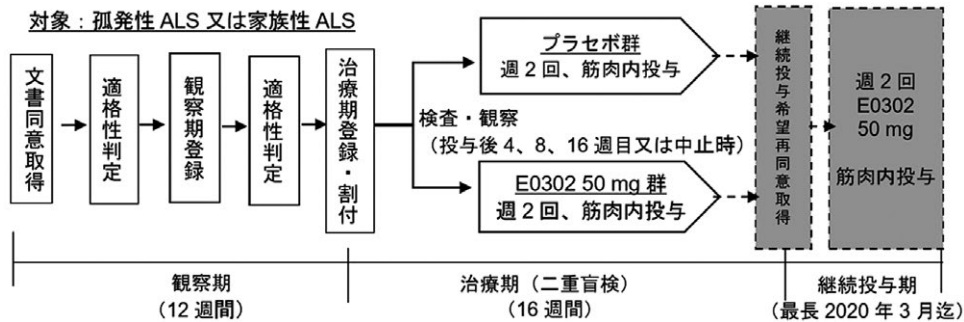 対象：孤発性 ALS 又は家族性 ALS
文書同意取得
適格性判定
観察期登録
適格性判定
治療期登録・割付
プラセボ群
週 2 回、筋肉内投与
検査・観察
（投与後 4、8、16 週目又は中止時）
E0302 50 mg 群
週 2 回、筋肉内投与
継続投与希望再同意取得
週 2 回
E0302
50 mg
筋肉内投与
観察期
（12 週間）
治療期（二重盲検）
（16 週間）
継続投与期
（最長 2020 年 3 月迄）